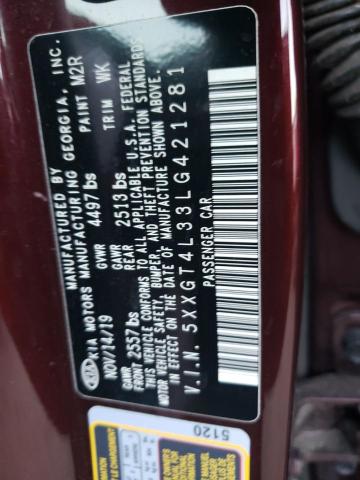 MANUFACTURED BY
KIA MOTORS MANUFACTURING GEORGIA, INC.
NOV/14/19 GVWR 4497 lbs PAINT M2R
GAWR GAWR TRIM WK
FRONT 2557 lbs REAR 2513 lbs
THIS VEHICLE CONFORMS TO ALL APPLICABLE U.S.A. FEDERAL
MOTOR VEHICLE SAFETY, BUMPER, AND THEFT PREVENTION
STANDARDS IN EFFECT ON THE DATE OF MANUFACTURE SHOWN ABOVE.
V.I.N. 5XXGT4L33LG421281
PASSENGER CAR
KIA
5120